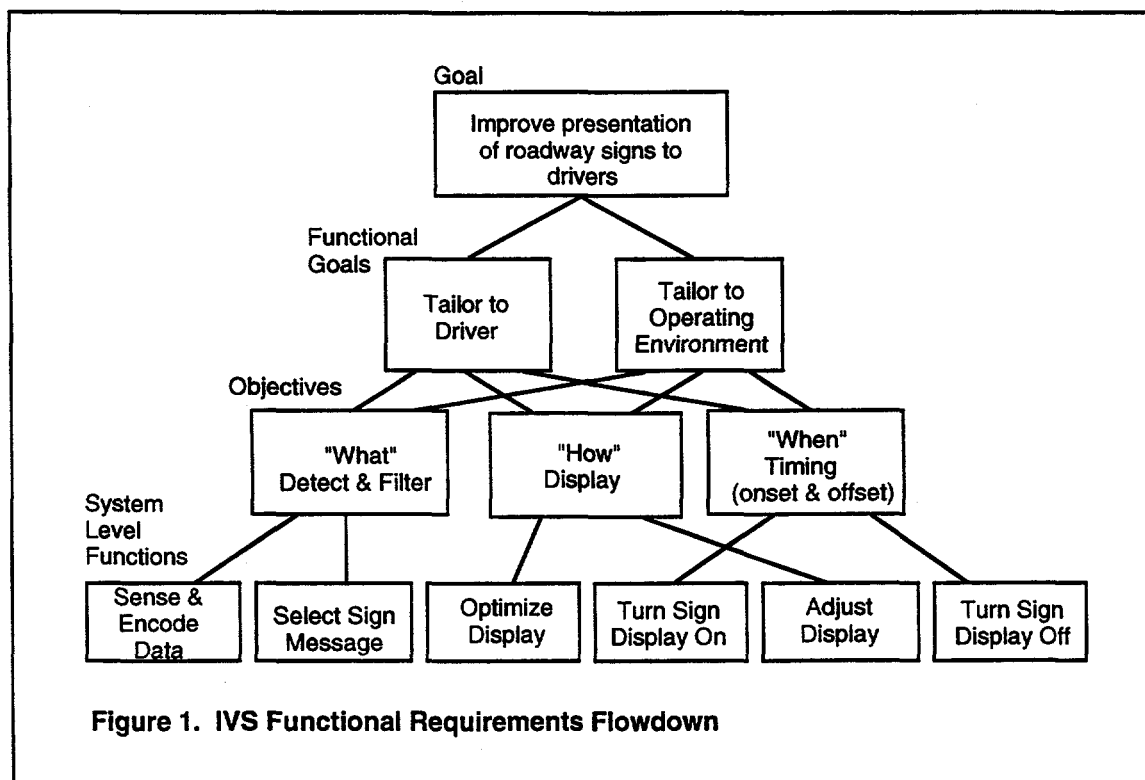 Goal
Improve presentation
of roadway signs to
drivers
Functional
Goals
Tailor to
Driver
Tailor to
Operating
Environment
Objectives
"What"
Detect & Filter
"How"
Display
"When"
Timing
(onset & offset)
System
Level
Functions
Sense &
Encode
Data
Select Sign
Message
Optimize
Display
Turn Sign
Display On
Adjust
Display
Turn Sign
Display Off
Figure 1. IVS Functional Requirements Flowdown